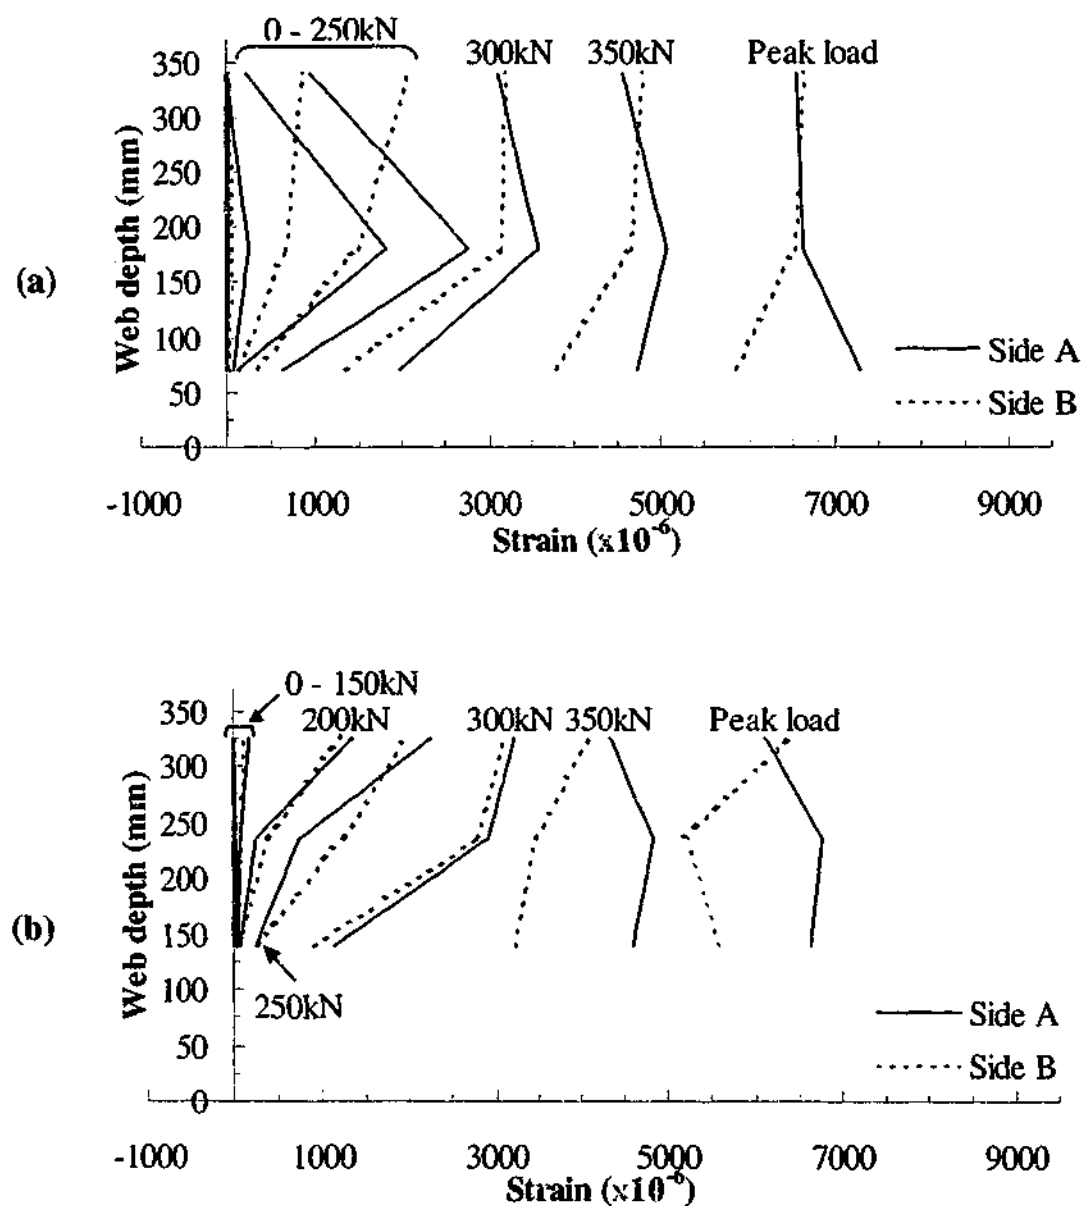 0 - 250kN
300kN 350kN Peak load
350
300
250
200
150
100
50
0
Web depth (mm)
(a)
Side A
Side B
-1000 1000 3000 5000 7000 9000
Strain (x10⁻⁶)
0 - 150kN
200kN 300kN 350kN Peak load
350
300
250
200
150
100
50
0
Web depth (mm)
(b)
250kN
Side A
Side B
-1000 1000 3000 5000 7000 9000
Strain (x10⁻⁶)